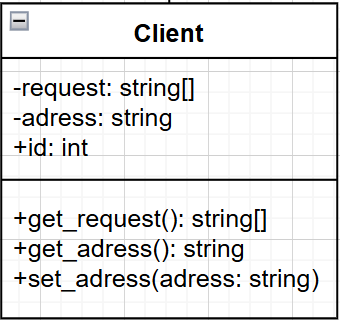 Client
-request: string[]
-adress: string
+id: int
+get_request(): string[]
+get_adress(): string
+set_adress(adress: string)